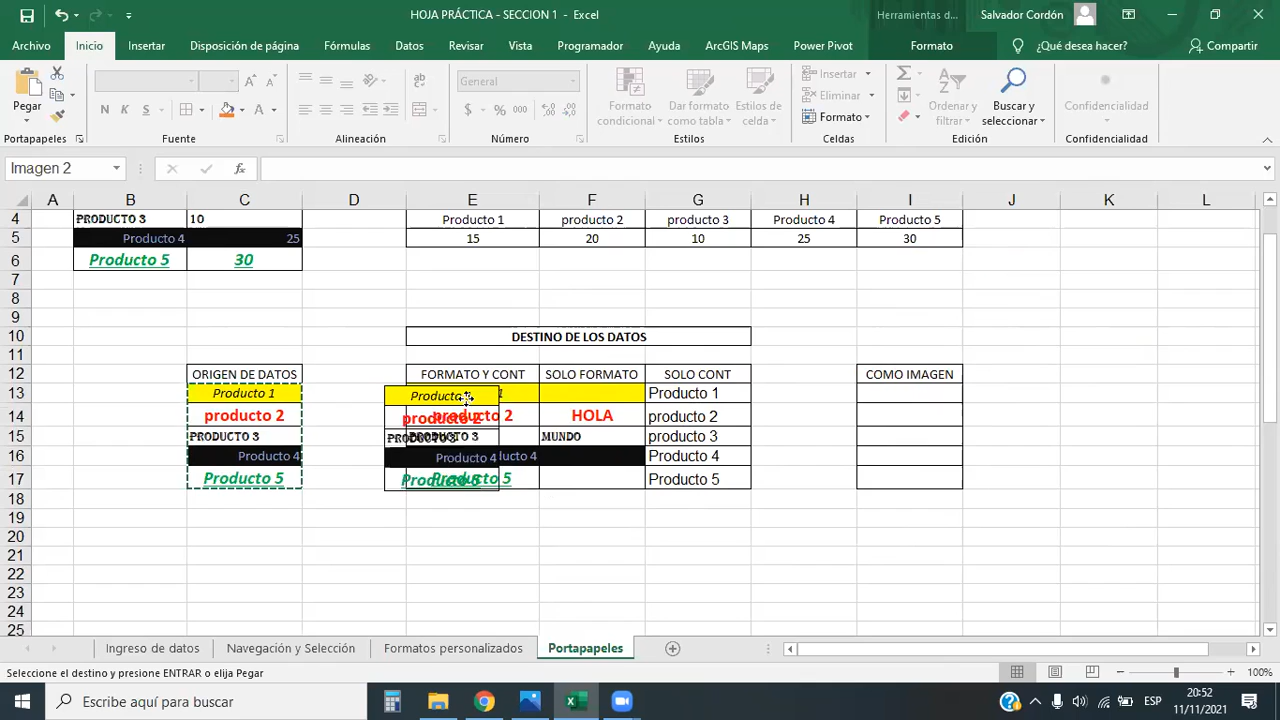 HOJA PRÁCTICA - SECCION 1 - Excel
Herramientas d...
Salvador Cordón
Archivo Inicio Insertar Disposición de página Fórmulas Datos Revisar Vista Programador Ayuda ArcGIS Maps Power Pivot Formato ¿Qué desea hacer? Compartir
Pegar
General
Formato condicional
Dar formato como tabla
Estilos de celda
Insertar
Eliminar
Formato
Ordenar y filtrar
Buscar y seleccionar
Confidencialidad
Portapapeles Fuente Alineación Número Estilos Celdas Edición Confidencialidad
Imagen 2
A B C D E F G H I J K L
4 PRODUCTO 3 10 Producto 1 producto 2 producto 3 Producto 4 Producto 5
5 Producto 4 25 15 20 10 25 30
6 Producto 5 30
7
8
9
10 DESTINO DE LOS DATOS
11
12 ORIGEN DE DATOS FORMATO Y CONT SOLO FORMATO SOLO CONT COMO IMAGEN
13 Producto 1 Producto 1 Producto 1
14 producto 2 producto 2 producto 2 HOLA producto 2
15 PRODUCTO 3 PRODUCTO 3 PRODUCTO 3 MUNDO producto 3
16 Producto 4 Producto 4 Producto 4
17 Producto 5 Producto 5 Producto 5 Producto 5
18
19
20
21
22
23
24
25
Ingreso de datos Navegación y Selección Formatos personalizados Portapapeles
Seleccione el destino y presione ENTRAR o elija Pegar
100%
Escribe aquí para buscar
ESP
20:52
11/11/2021